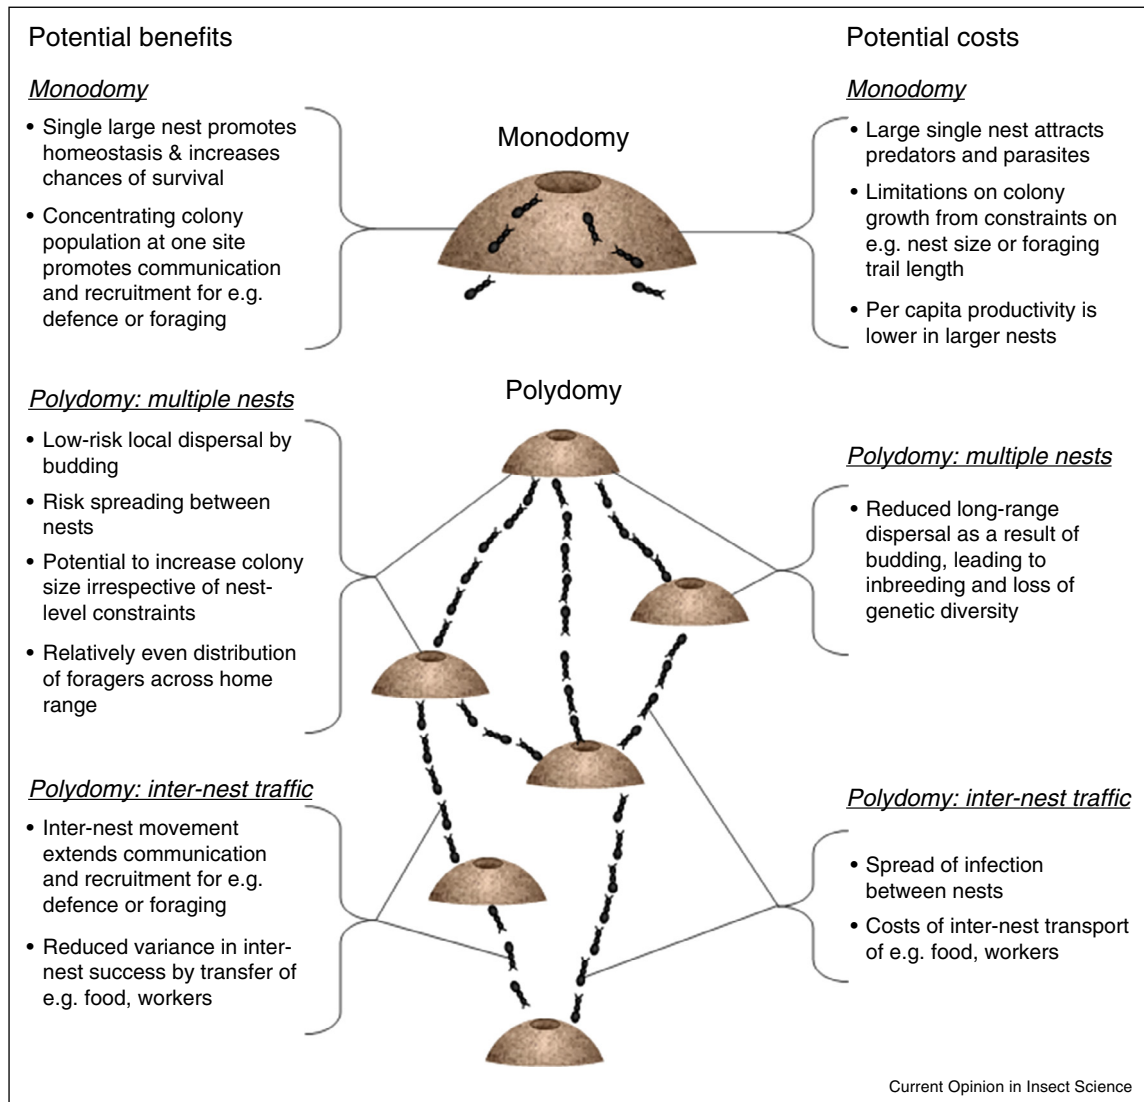 Potential benefits
Monodomy
• Single large nest promotes
homeostasis & increases
chances of survival
• Concentrating colony
population at one site
promotes communication
and recruitment for e.g.
defence or foraging
Polydomy: multiple nests
• Low-risk local dispersal by
budding
• Risk spreading between
nests
• Potential to increase colony
size irrespective of nest-
level constraints
• Relatively even distribution
of foragers across home
range
Polydomy: inter-nest traffic
• Inter-nest movement
extends communication
and recruitment for e.g.
defence or foraging
• Reduced variance in inter-
nest success by transfer of
e.g. food, workers
Monodomy
Polydomy
Potential costs
Monodomy
• Large single nest attracts
predators and parasites
• Limitations on colony
growth from constraints on
e.g. nest size or foraging
trail length
• Per capita productivity is
lower in larger nests
Polydomy: multiple nests
• Reduced long-range
dispersal as a result of
budding, leading to
inbreeding and loss of
genetic diversity
Polydomy: inter-nest traffic
• Spread of infection
between nests
• Costs of inter-nest transport
of e.g. food, workers
Current Opinion in Insect Science